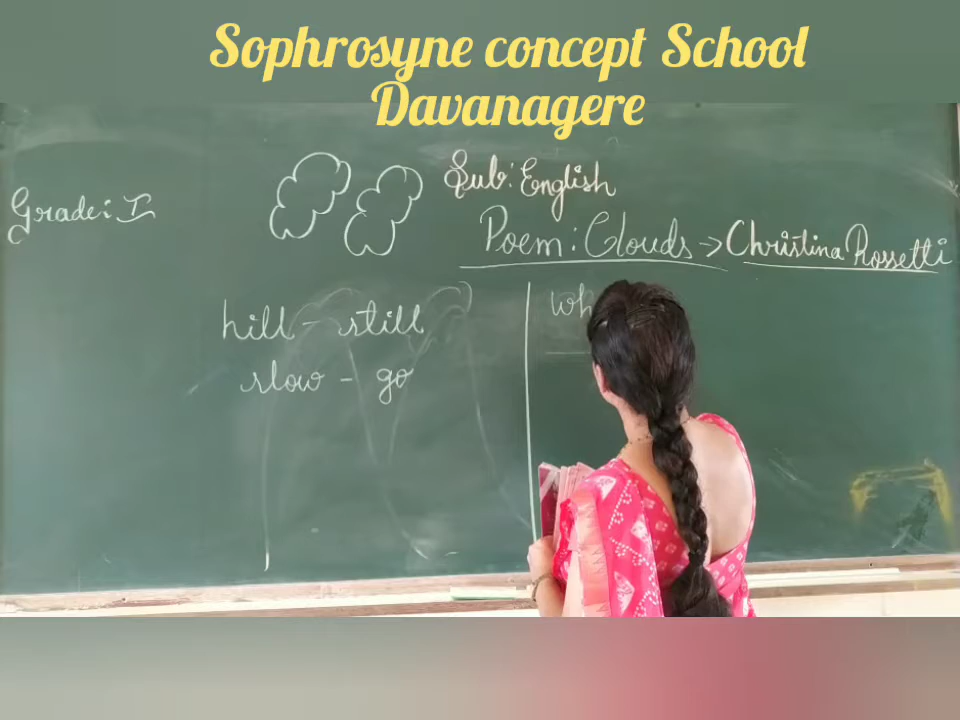 Sophrosyne concept School
Davanagere
Sub: English
Grade: I
Poem: Clouds → Christina Rossetti
hill - still
slow - go